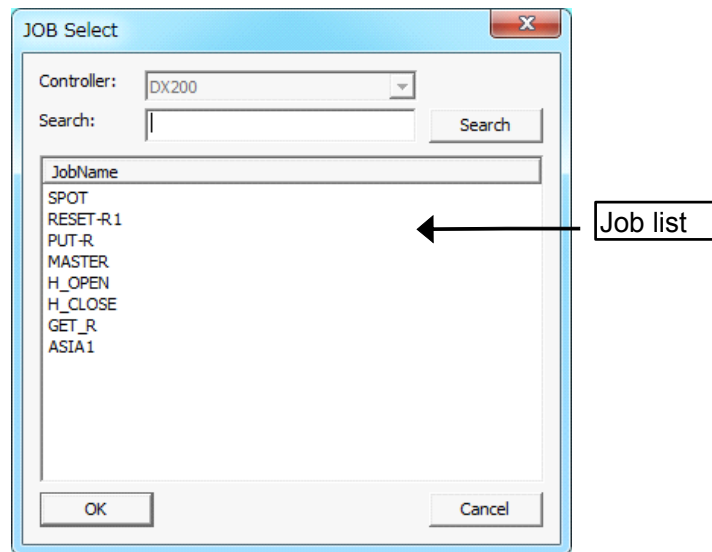 JOB Select
Controller: DX200
Search: Search
JobName
SPOT
RESET-R1
PUT-R
MASTER
H_OPEN
H_CLOSE
GET_R
ASIA1
Job list
OK Cancel